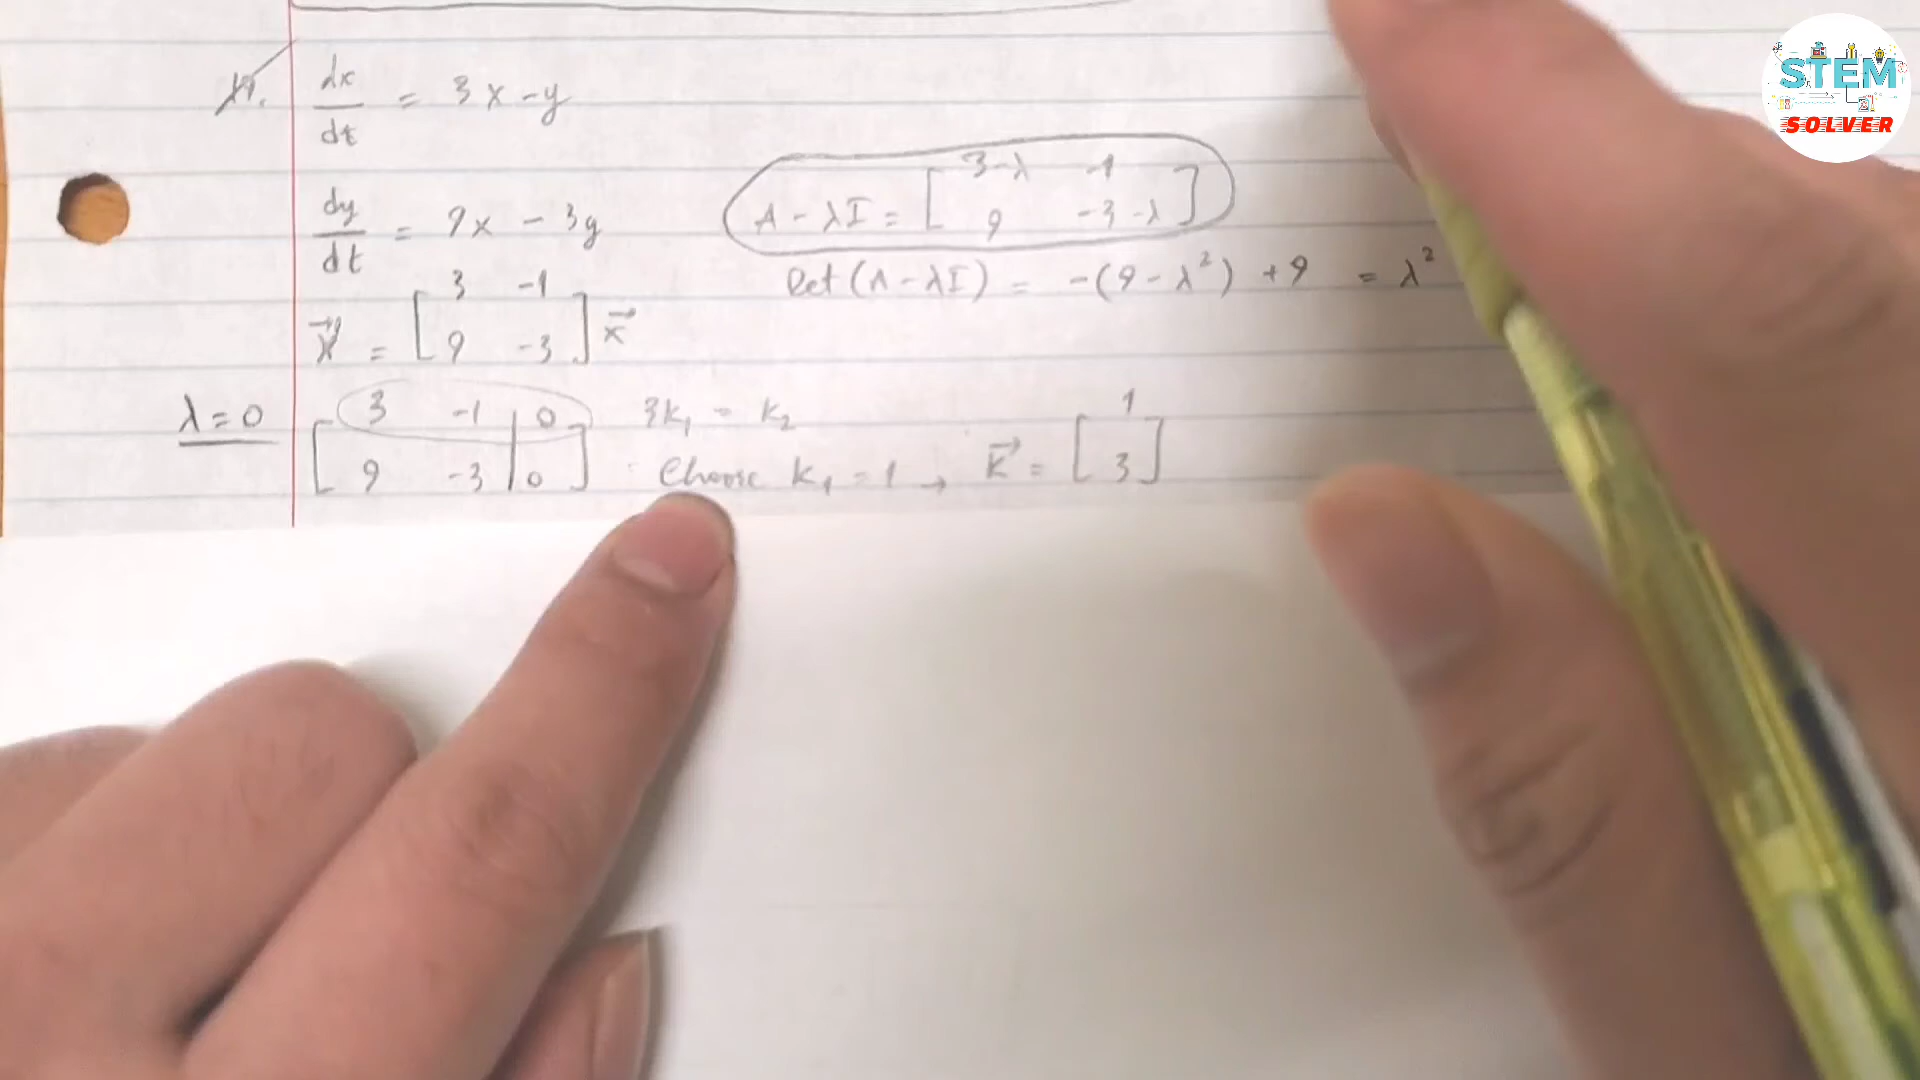 19.
dx/dt = 3x - y
dy/dt = 9x - 3y
A - λI = [ 3-λ -1
9 -3-λ ]
Det (A - λI) = -(9 - λ²) + 9 = λ²
X⃗' = [ 3 -1
9 -3 ] x⃗
λ = 0
[ 3 -1 | 0
9 -3 | 0 ]
3k₁ = k₂
Choose k₁ = 1 → K⃗ = [ 1
3 ]
STEM
SOLVER